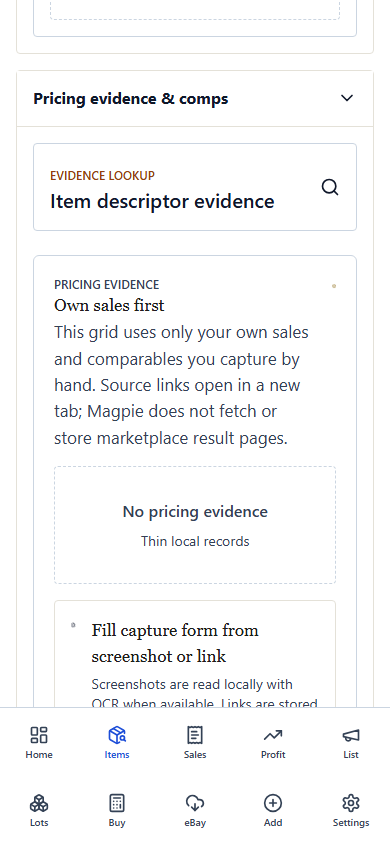 Pricing evidence & comps
EVIDENCE LOOKUP
Item descriptor evidence
PRICING EVIDENCE
Own sales first
This grid uses only your own sales
and comparables you capture by
hand. Source links open in a new
tab; Magpie does not fetch or
store marketplace result pages.
No pricing evidence
Thin local records
Fill capture form from
screenshot or link
Screenshots are read locally with
OCR when available. Links are stored
Home
Items
Sales
Profit
List
Lots
Buy
eBay
Add
Settings